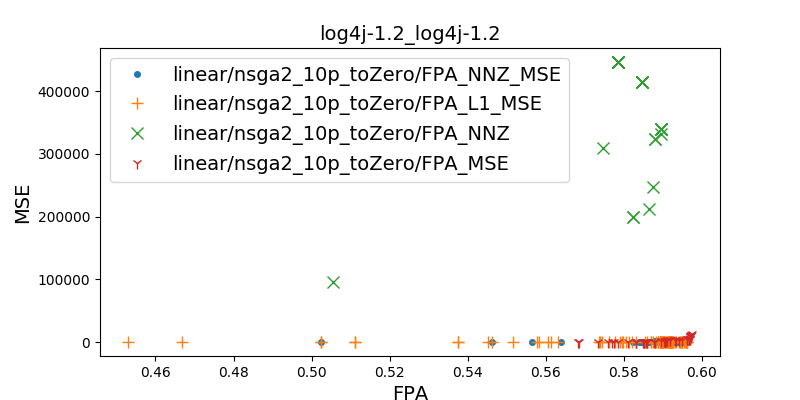 log4j-1.2_log4j-1.2
linear/nsga2_10p_toZero/FPA_NNZ_MSE
linear/nsga2_10p_toZero/FPA_L1_MSE
linear/nsga2_10p_toZero/FPA_NNZ
linear/nsga2_10p_toZero/FPA_MSE
MSE
400000
300000
200000
100000
0
0.46 0.48 0.50 0.52 0.54 0.56 0.58 0.60
FPA